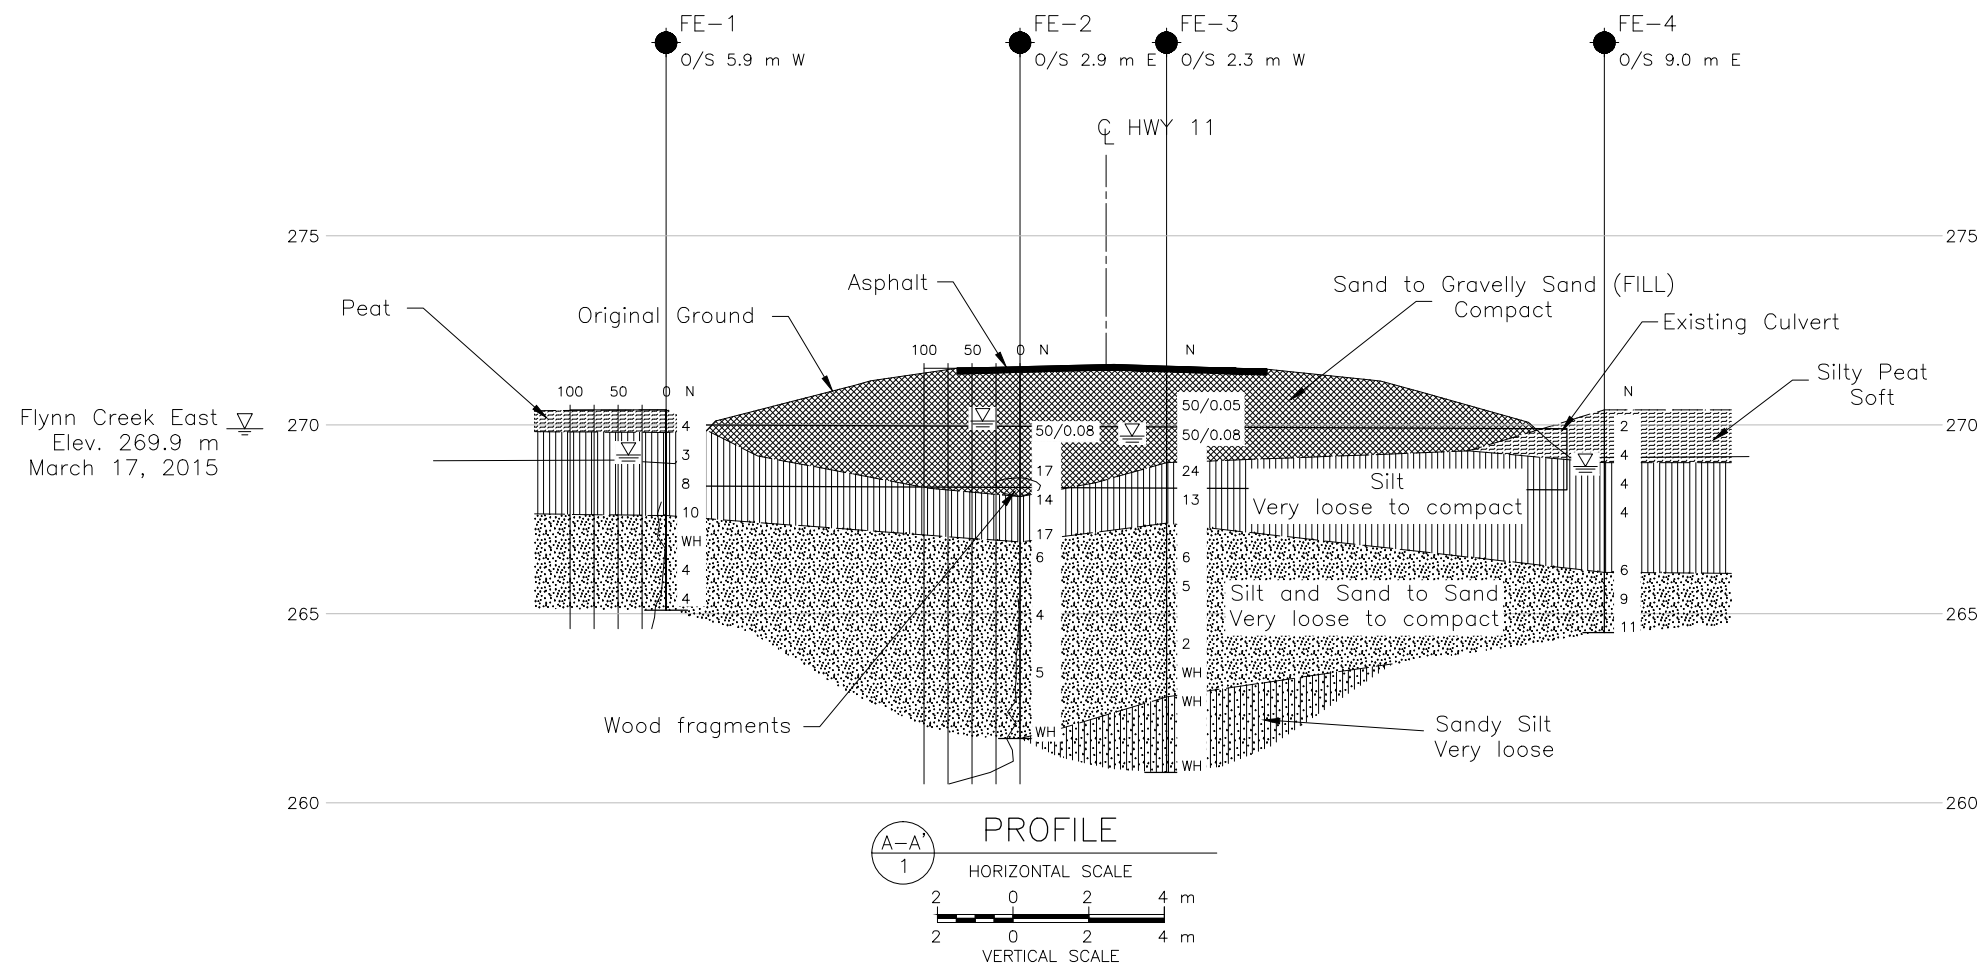 FE-1
O/S 5.9 m W
FE-2
O/S 2.9 m E
FE-3
O/S 2.3 m W
FE-4
O/S 9.0 m E
℄ HWY 11
275
275
Asphalt
Sand to Gravelly Sand (FILL)
Compact
Peat
Original Ground
Existing Culvert
100 50 0 N
N
100 50 0 N
N
Silty Peat
Soft
Flynn Creek East
Elev. 269.9 m
March 17, 2015
270
270
4
3
8
10
WH
4
4
50/0.08
17
14
17
6
4
5
WH
50/0.05
50/0.08
24
13
6
5
2
WH
WH
WH
2
4
4
4
6
9
11
Silt
Very loose to compact
Silt and Sand to Sand
Very loose to compact
265
265
Wood fragments
Sandy Silt
Very loose
260
260
A-A'
1
PROFILE
HORIZONTAL SCALE
2 0 2 4 m
2 0 2 4 m
VERTICAL SCALE